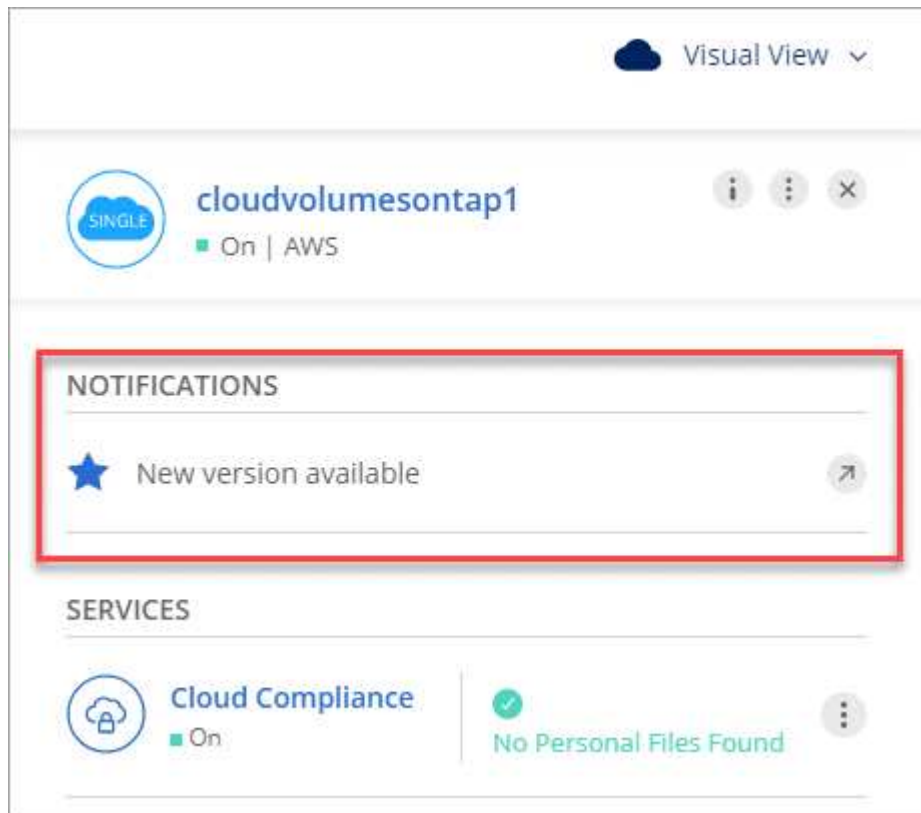 Visual View
SINGLE
cloudvolumesontap1
On | AWS
NOTIFICATIONS
New version available
SERVICES
Cloud Compliance
On
No Personal Files Found